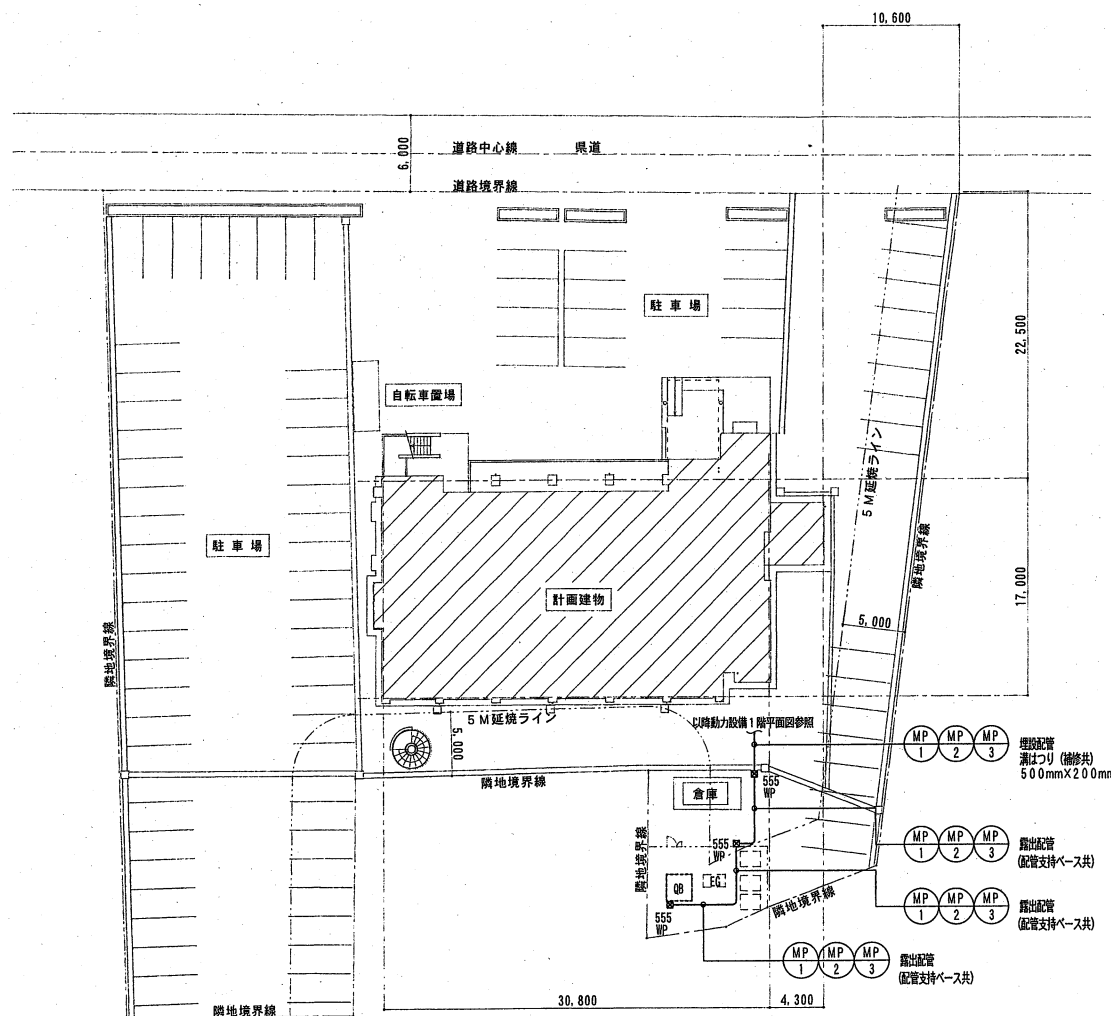 10,600
6,000
道路中心線　　県道
道路境界線
駐車場
22,500
自転車置場
5M延焼ライン
隣地境界線
駐車場
計画建物
17,000
5,000
隣地境界線
5M延焼ライン
5,000
以降動力設備1階平面図参照
MP 1 MP 2 MP 3
埋設配管
溝はつり (補修共)
500mm×200mm
隣地境界線
555
WP
倉庫
隣地境界線
555
WP
MP 1 MP 2 MP 3
露出配管
(配管支持ベース共)
QB
EG
隣地境界線
555
WP
MP 1 MP 2 MP 3
露出配管
(配管支持ベース共)
MP 1 MP 2 MP 3
露出配管
(配管支持ベース共)
30,800
4,300
隣地境界線